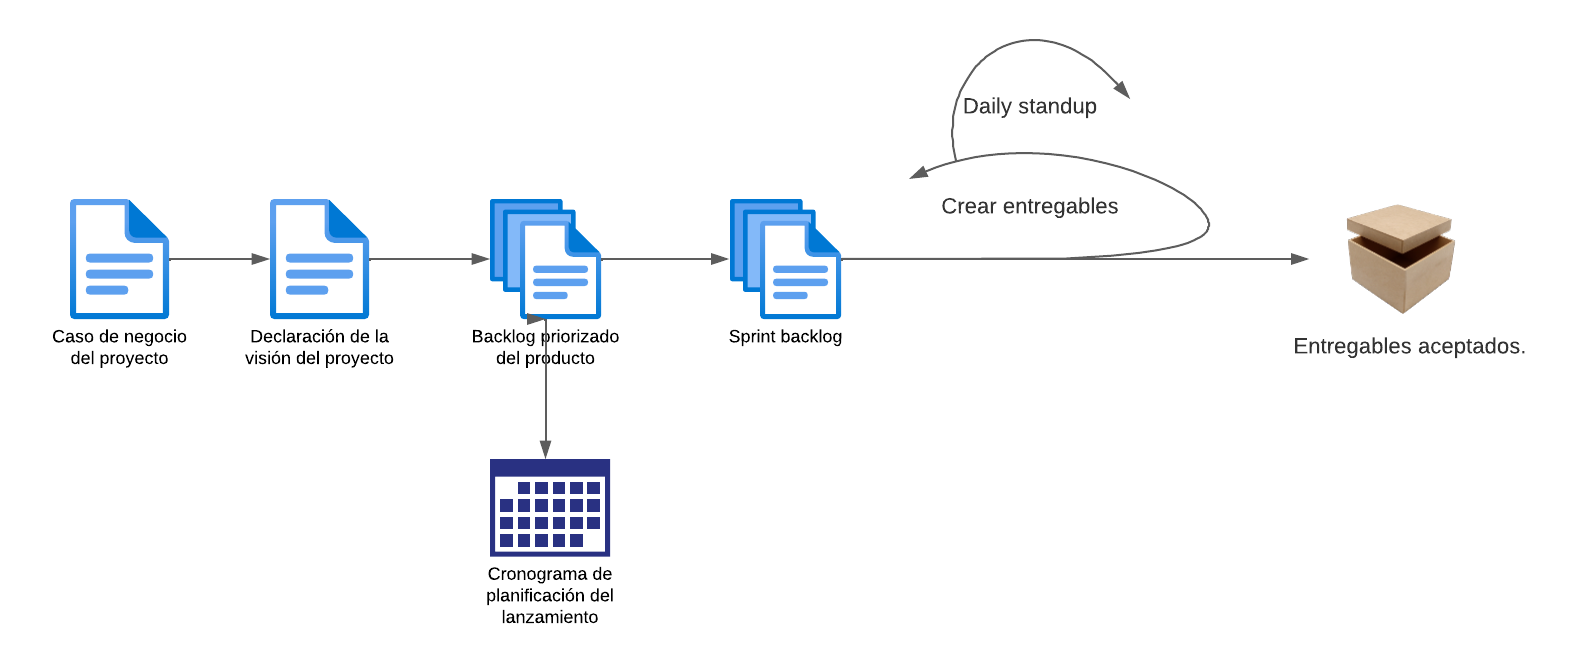 Daily standup
Crear entregables
Caso de negocio
del proyecto
Declaración de la
visión del proyecto
Backlog priorizado
del producto
Sprint backlog
Entregables aceptados.
Cronograma de
planificación del
lanzamiento